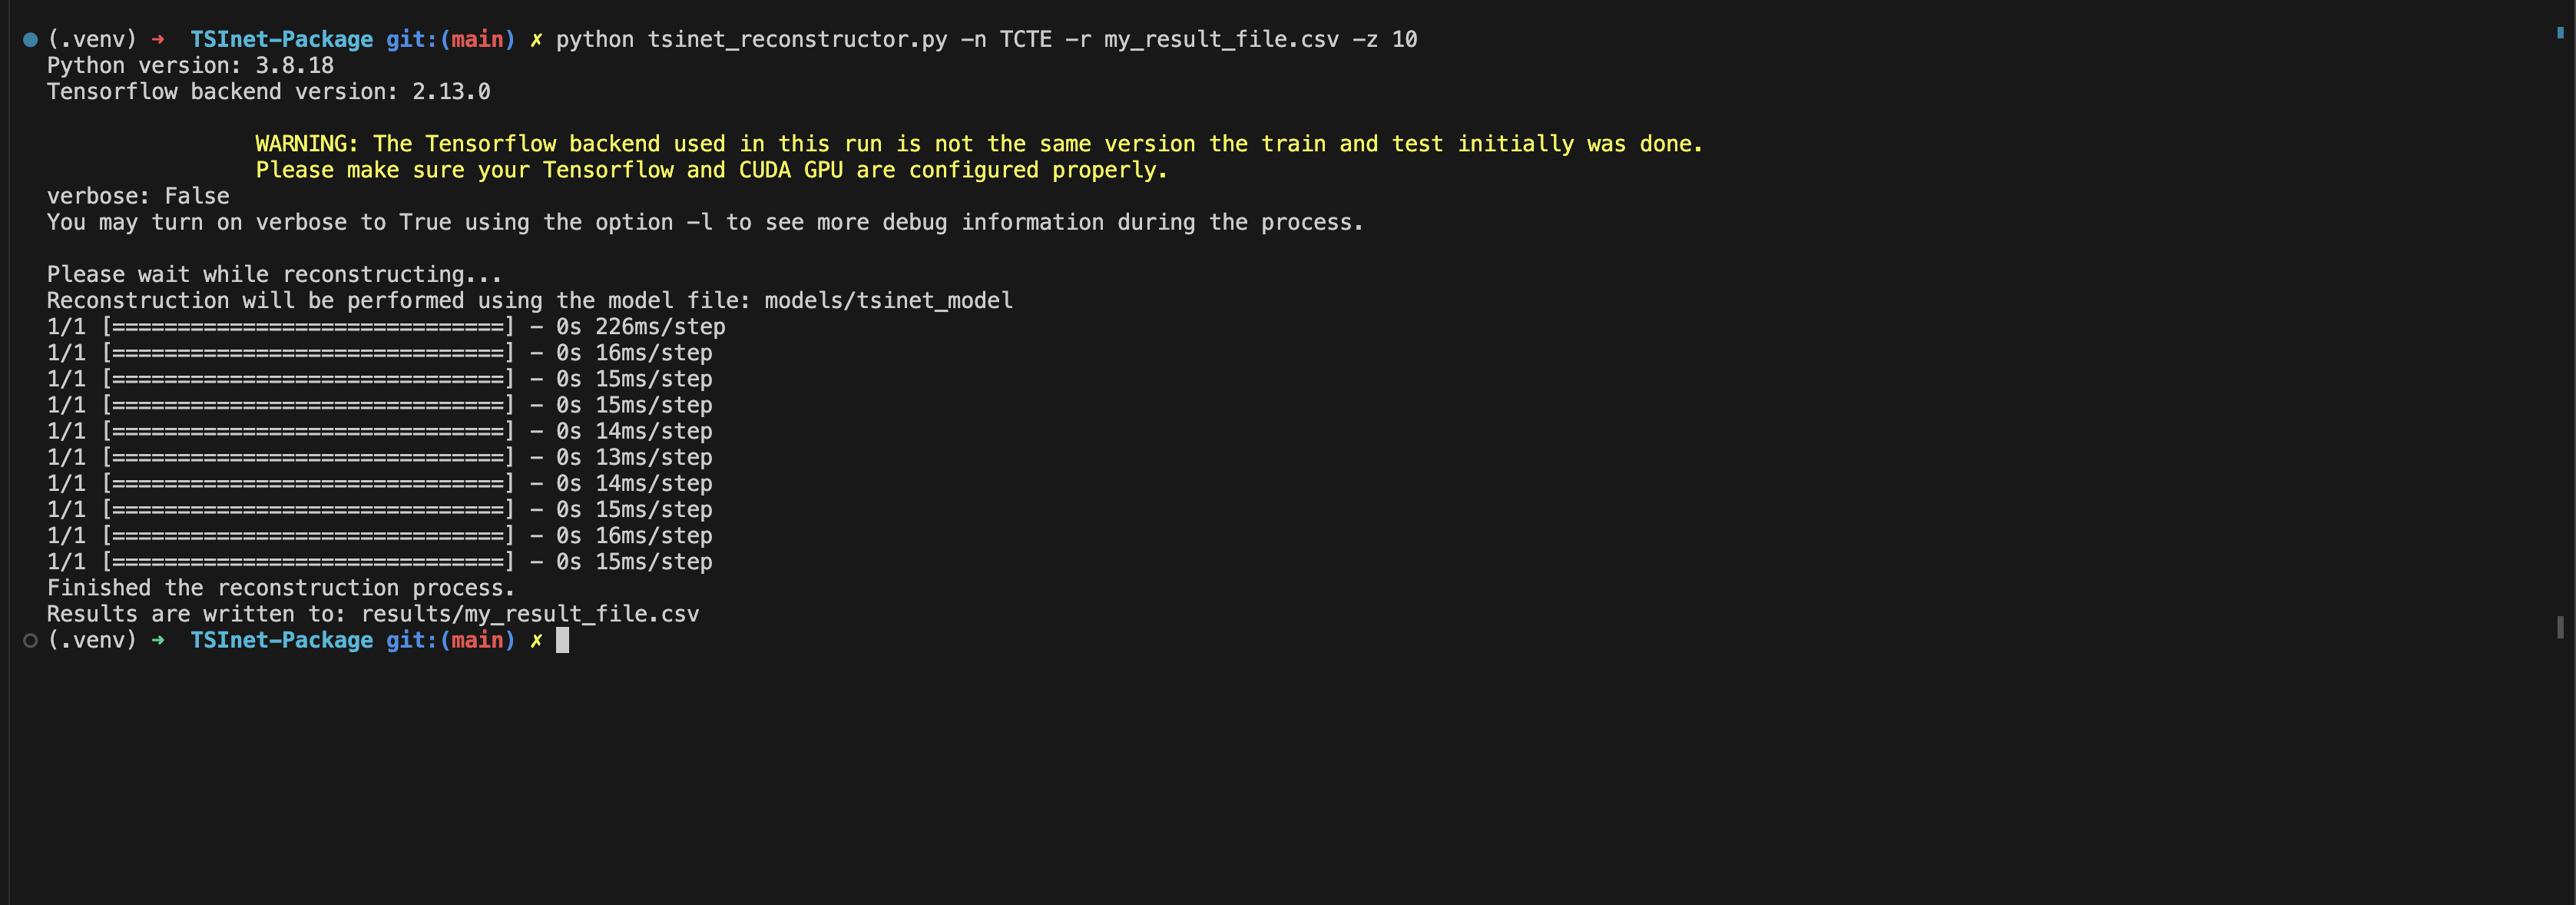 (.venv) ➜ TSInet-Package git:(main) ✗ python tsinet_reconstructor.py -n TCTE -r my_result_file.csv -z 10
Python version: 3.8.18
Tensorflow backend version: 2.13.0
WARNING: The Tensorflow backend used in this run is not the same version the train and test initially was done.
Please make sure your Tensorflow and CUDA GPU are configured properly.
verbose: False
You may turn on verbose to True using the option -l to see more debug information during the process.
Please wait while reconstructing...
Reconstruction will be performed using the model file: models/tsinet_model
1/1 [==============================] - 0s 226ms/step
1/1 [==============================] - 0s 16ms/step
1/1 [==============================] - 0s 15ms/step
1/1 [==============================] - 0s 15ms/step
1/1 [==============================] - 0s 14ms/step
1/1 [==============================] - 0s 13ms/step
1/1 [==============================] - 0s 14ms/step
1/1 [==============================] - 0s 15ms/step
1/1 [==============================] - 0s 16ms/step
1/1 [==============================] - 0s 15ms/step
Finished the reconstruction process.
Results are written to: results/my_result_file.csv
(.venv) ➜ TSInet-Package git:(main) ✗